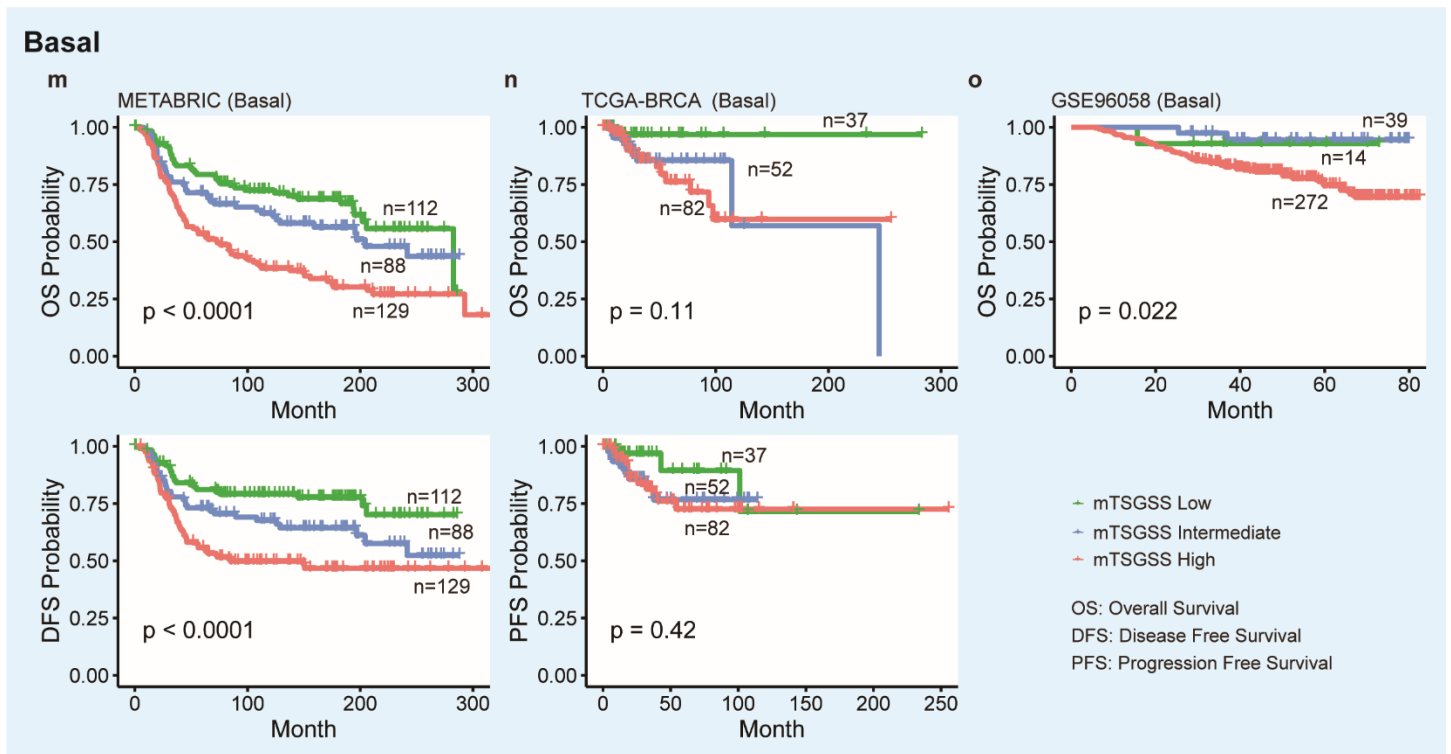 Basal
m
METABRIC (Basal)
OS Probability
1.00
0.75
0.50
0.25
0.00
n=112
n=88
n=129
p < 0.0001
0 100 200 300
Month
n
TCGA-BRCA (Basal)
OS Probability
1.00
0.75
0.50
0.25
0.00
n=37
n=52
n=82
p = 0.11
0 100 200 300
Month
o
GSE96058 (Basal)
OS Probability
1.00
0.75
0.50
0.25
0.00
n=39
n=14
n=272
p = 0.022
0 20 40 60 80
Month
DFS Probability
1.00
0.75
0.50
0.25
0.00
n=112
n=88
n=129
p < 0.0001
0 100 200 300
Month
PFS Probability
1.00
0.75
0.50
0.25
0.00
n=37
n=52
n=82
p = 0.42
0 50 100 150 200 250
Month
mTSGSS Low
mTSGSS Intermediate
mTSGSS High
OS: Overall Survival
DFS: Disease Free Survival
PFS: Progression Free Survival